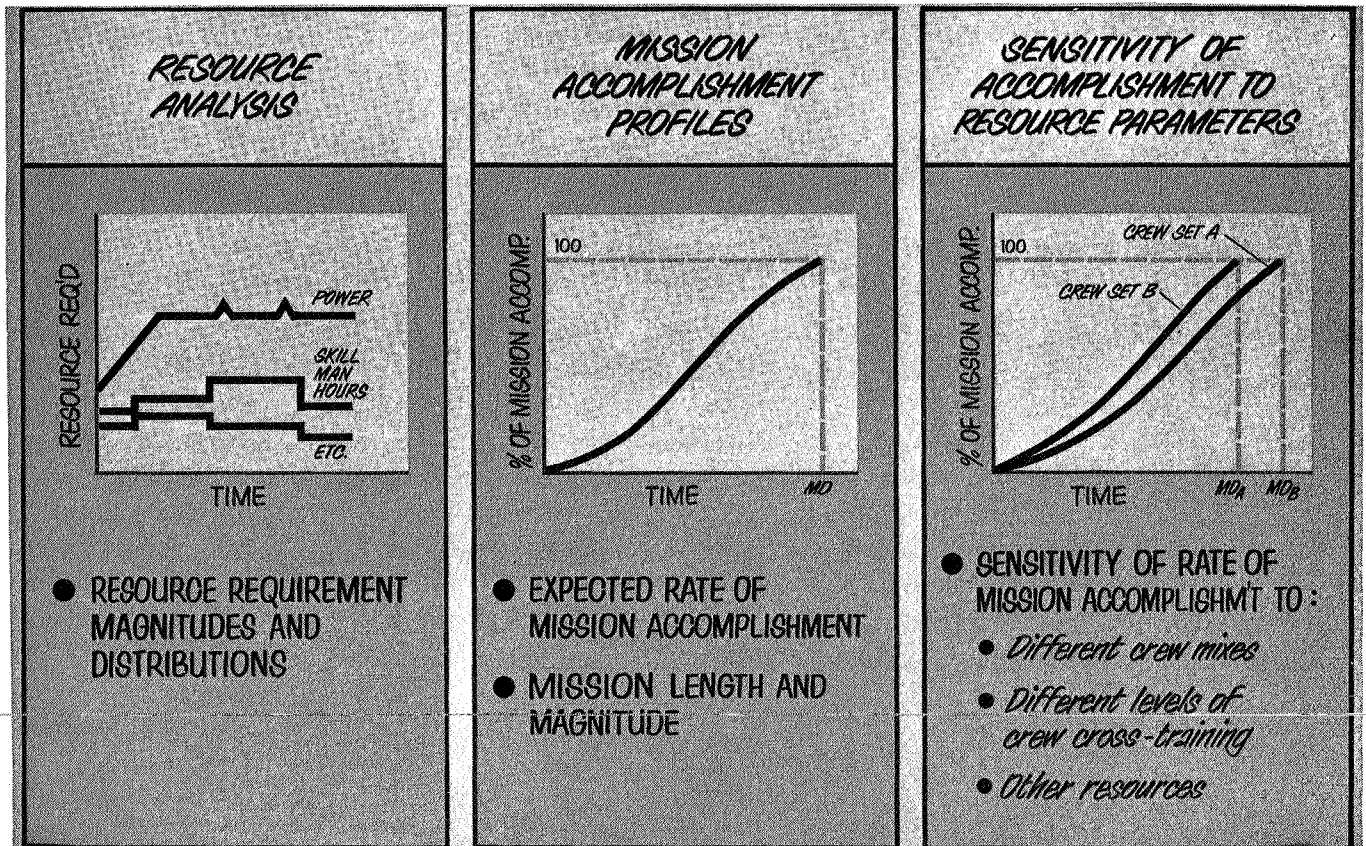 RESOURCE
ANALYSIS
RESOURCE REQ'D
POWER
SKILL
MAN
HOURS
ETC.
TIME
● RESOURCE REQUIREMENT
MAGNITUDES AND
DISTRIBUTIONS
MISSION
ACCOMPLISHMENT
PROFILES
% OF MISSION ACCOMP.
100
TIME
MD
● EXPECTED RATE OF
MISSION ACCOMPLISHMENT
● MISSION LENGTH AND
MAGNITUDE
SENSITIVITY OF
ACCOMPLISHMENT TO
RESOURCE PARAMETERS
% OF MISSION ACCOMP.
100
CREW SET A
CREW SET B
TIME
MDA
MDB
● SENSITIVITY OF RATE OF
MISSION ACCOMPLISHM'T TO:
● Different crew mixes
● Different levels of
crew cross-training
● Other resources